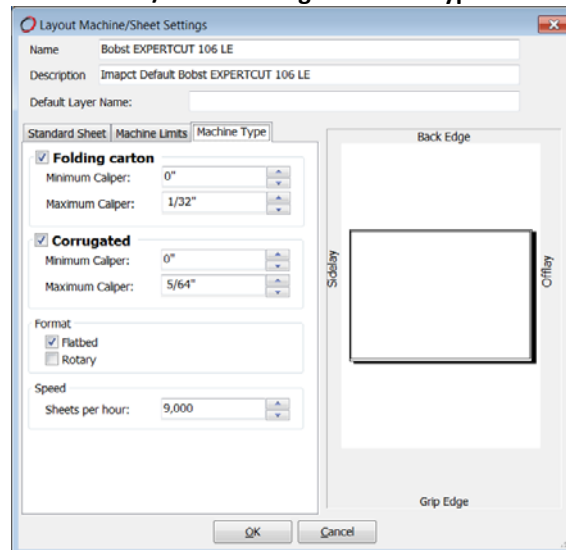 Layout Machine/Sheet Settings
Name Bobst EXPERTCUT 106 LE
Description Imapct Default Bobst EXPERTCUT 106 LE
Default Layer Name:
Standard Sheet Machine Limits Machine Type
Folding carton
Minimum Caliper: 0"
Maximum Caliper: 1/32"
Corrugated
Minimum Caliper: 0"
Maximum Caliper: 5/64"
Format
Flatbed
Rotary
Speed
Sheets per hour: 9,000
Back Edge
Sidelay
Offlay
Grip Edge
OK Cancel